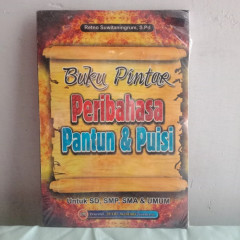 Buku Pintar
Peribahasa
Pantun & Puisi
Untuk SD, SMP, SMA & UMUM